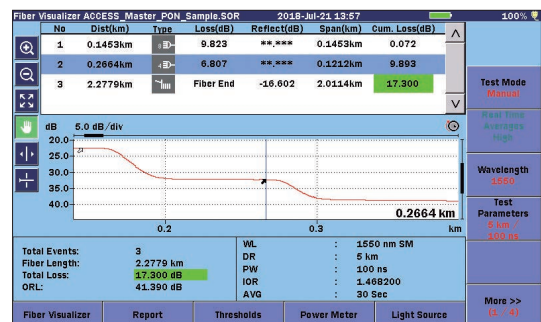 Fiber Visualizer ACCESS_Master_PON_Sample.SOR 2018-Jul-21 13:57 100%
No Dist(km) Type Loss(dB) Reflect(dB) Span(km) Cum. Loss(dB)
1 0.1453km 9.823 **.*** 0.1453km 0.072
2 0.2664km 6.807 **.*** 0.1212km 9.893
3 2.2779km Fiber End -16.602 2.0114km 17.300
Test Mode
Manual
Real Time
Averages
High
dB 5.0 dB/div
20.0
25.0
30.0
35.0
40.0
0.2664 km
0.2 0.3 km
Wavelength
1550
Test
Parameters
5 km
100 ns
Total Events: 3
Fiber Length: 2.2779 km
Total Loss: 17.300 dB
ORL: 41.390 dB
WL : 1550 nm SM
DR : 5 km
PW : 100 ns
IOR : 1.468200
AVG : 30 Sec
More >>
Fiber Visualizer Report Thresholds Power Meter Light Source